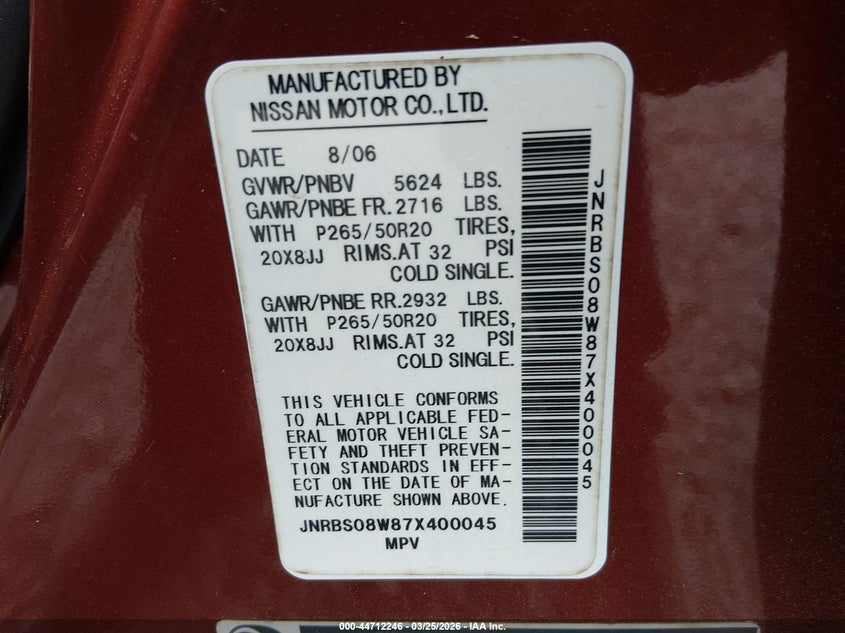 MANUFACTURED BY
NISSAN MOTOR CO., LTD.
DATE 8/06
GVWR/PNBV 5624 LBS.
GAWR/PNBE FR. 2716 LBS.
WITH P265/50R20 TIRES,
20X8JJ RIMS. AT 32 PSI
COLD SINGLE.
GAWR/PNBE RR. 2932 LBS.
WITH P265/50R20 TIRES,
20X8JJ RIMS. AT 32 PSI
COLD SINGLE.
THIS VEHICLE CONFORMS
TO ALL APPLICABLE FED-
ERAL MOTOR VEHICLE SA-
FETY AND THEFT PREVEN-
TION STANDARDS IN EFF-
ECT ON THE DATE OF MA-
NUFACTURE SHOWN ABOVE.
JNRBS08W87X400045
MPV
JNRBS08W87X400045
000-44712246 - 03/25/2026 - IAA Inc.